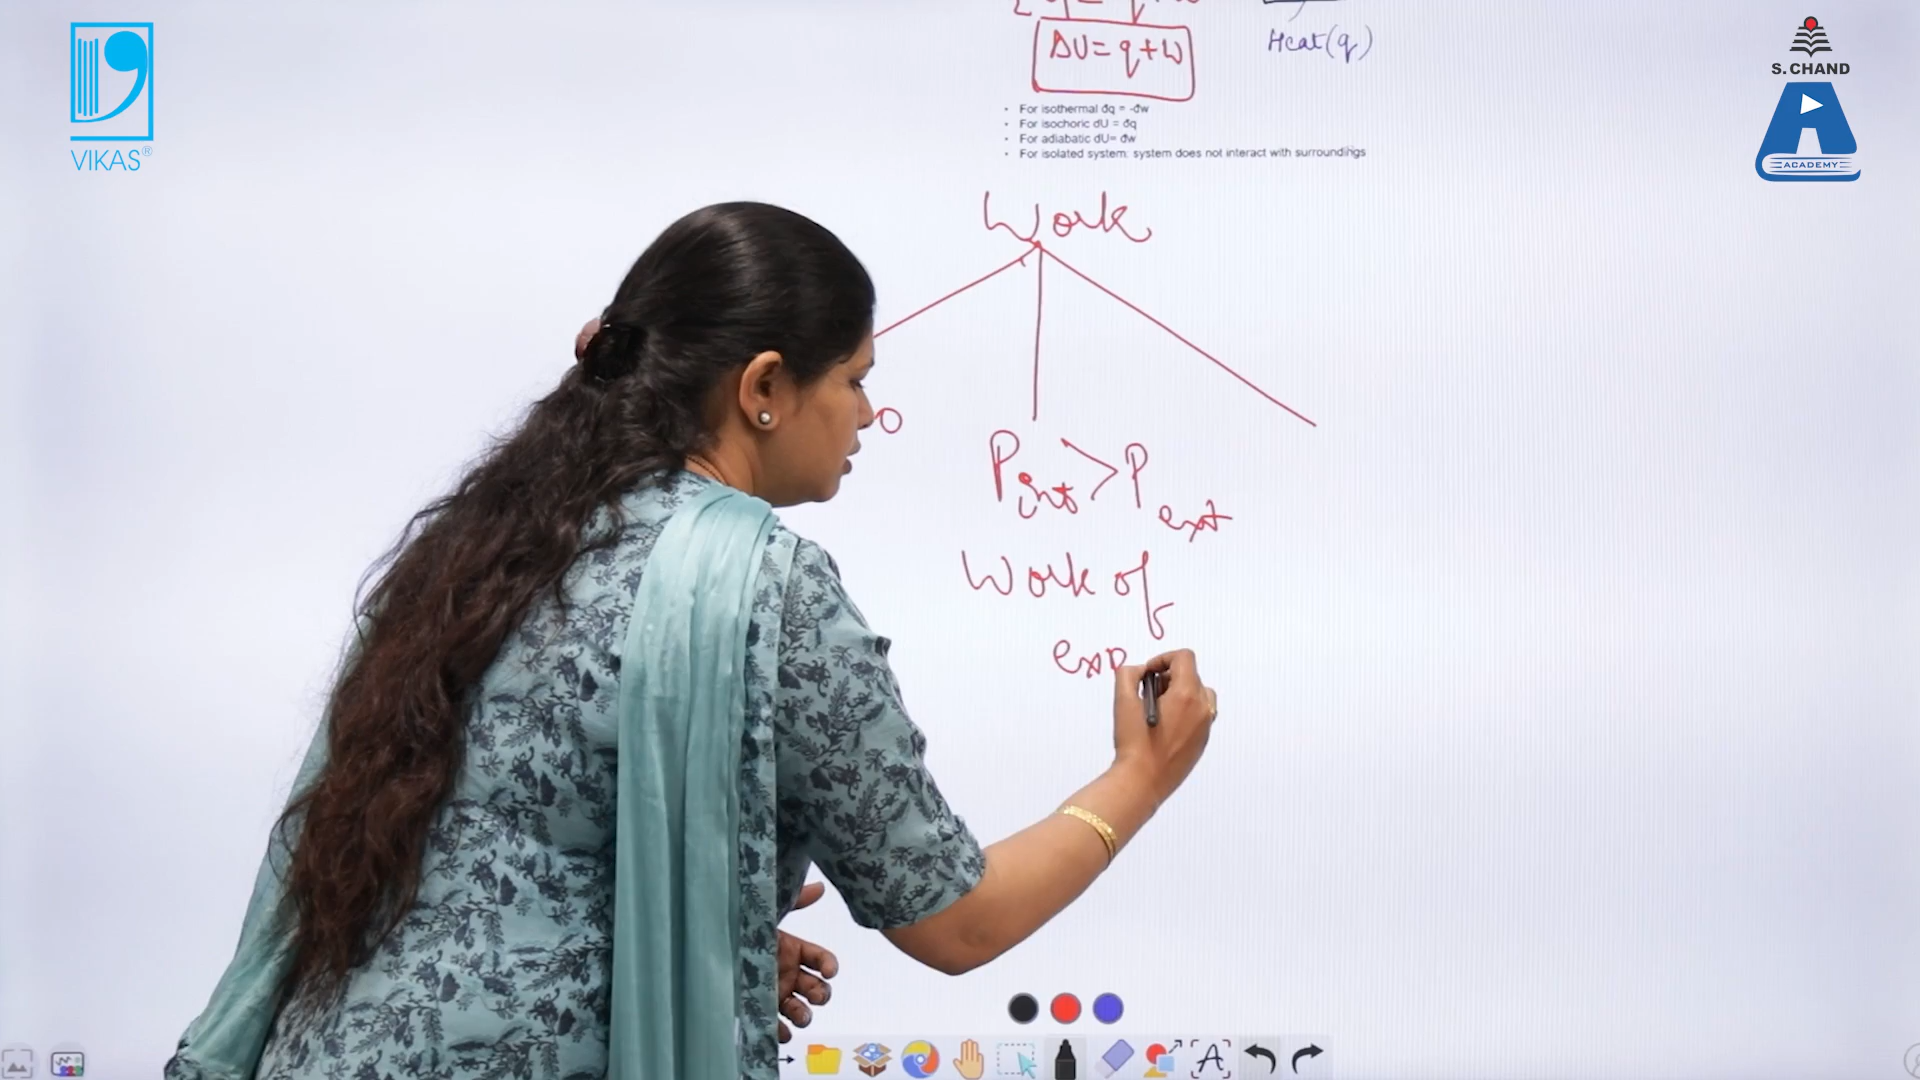 ΔU = q + w
Heat(q)
• For isothermal đq = -đw
• For isochoric dU = đq
• For adiabatic dU= đw
• For isolated system: system does not interact with surroundings
Work
0
Pint > Pext
Work of
exp
VIKAS®
S. CHAND
ACADEMY